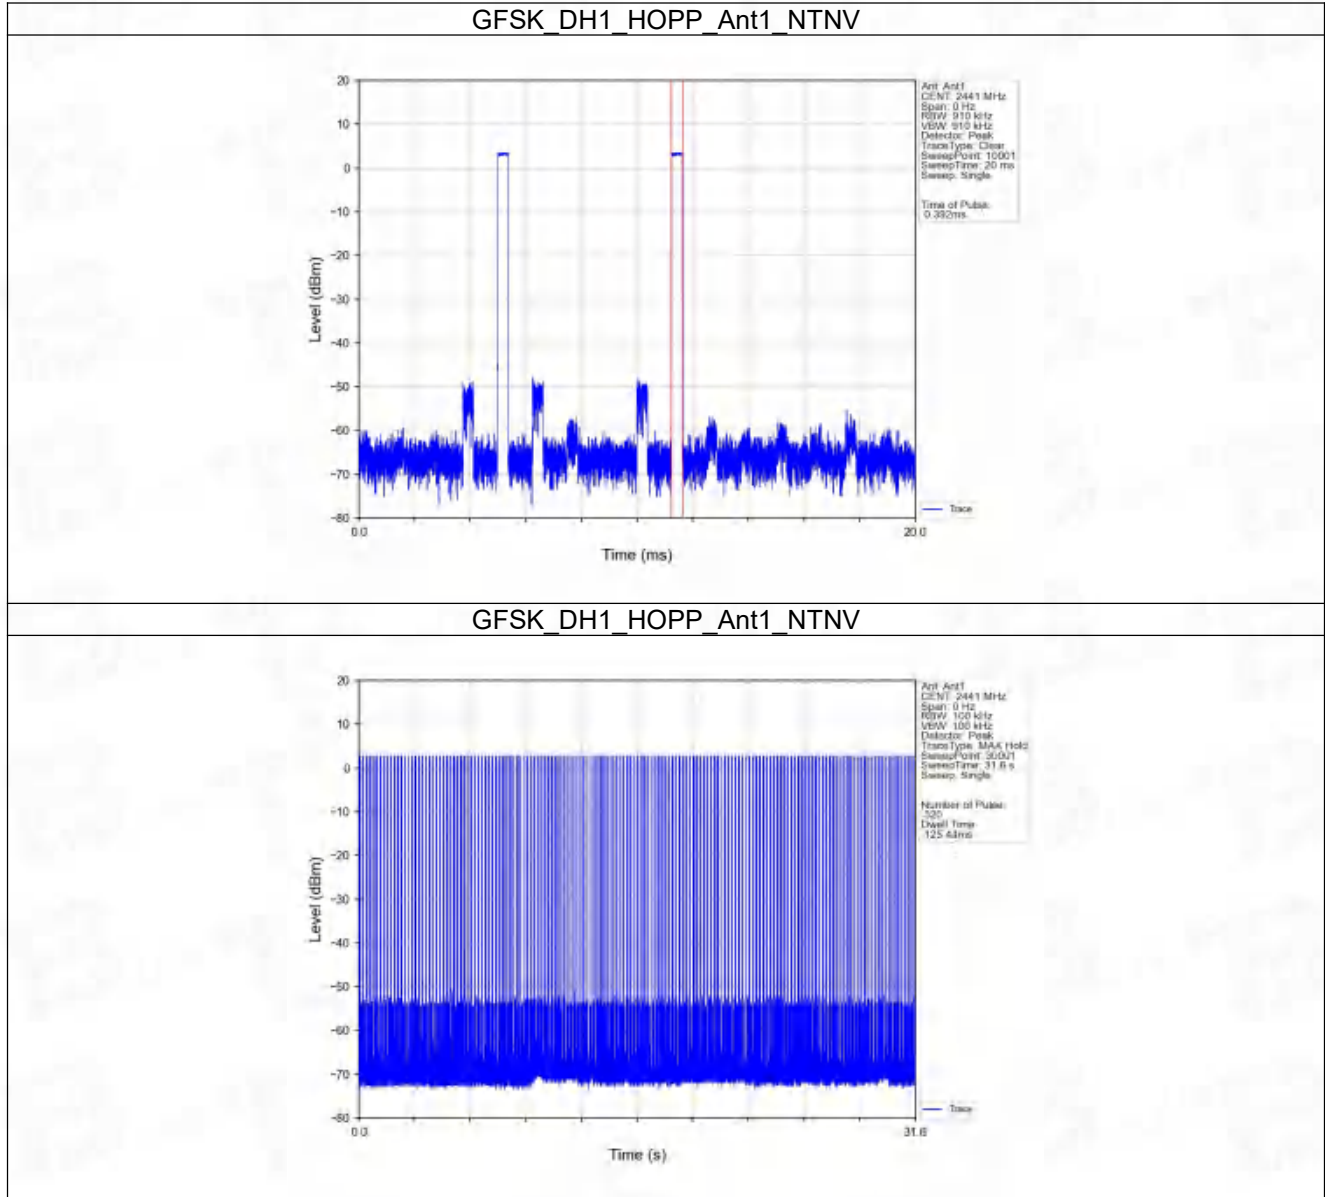 GFSK_DH1_HOPP_Ant1_NTNV
20
10
0
-10
-20
-30
-40
-50
-60
-70
-80
Level (dBm)
0.0
20.0
Time (ms)
Ant: Ant1
CENT: 2441 MHz
Span: 0 Hz
RBW: 910 kHz
VBW: 910 kHz
Detector: Peak
TraceType: Clear
SweepPoint: 10001
SweepTime: 20 ms
Sweep: Single
Time of Pulse:
0.392ms
Trace
GFSK_DH1_HOPP_Ant1_NTNV
20
10
0
-10
-20
-30
-40
-50
-60
-70
-80
Level (dBm)
0.0
31.6
Time (s)
Ant: Ant1
CENT: 2441 MHz
Span: 0 Hz
RBW: 100 kHz
VBW: 100 kHz
Detector: Peak
TraceType: MAX Hold
SweepPoint: 30001
SweepTime: 31.6 s
Sweep: Single
Number of Pulse:
320
Dwell Time:
125.44ms
Trace